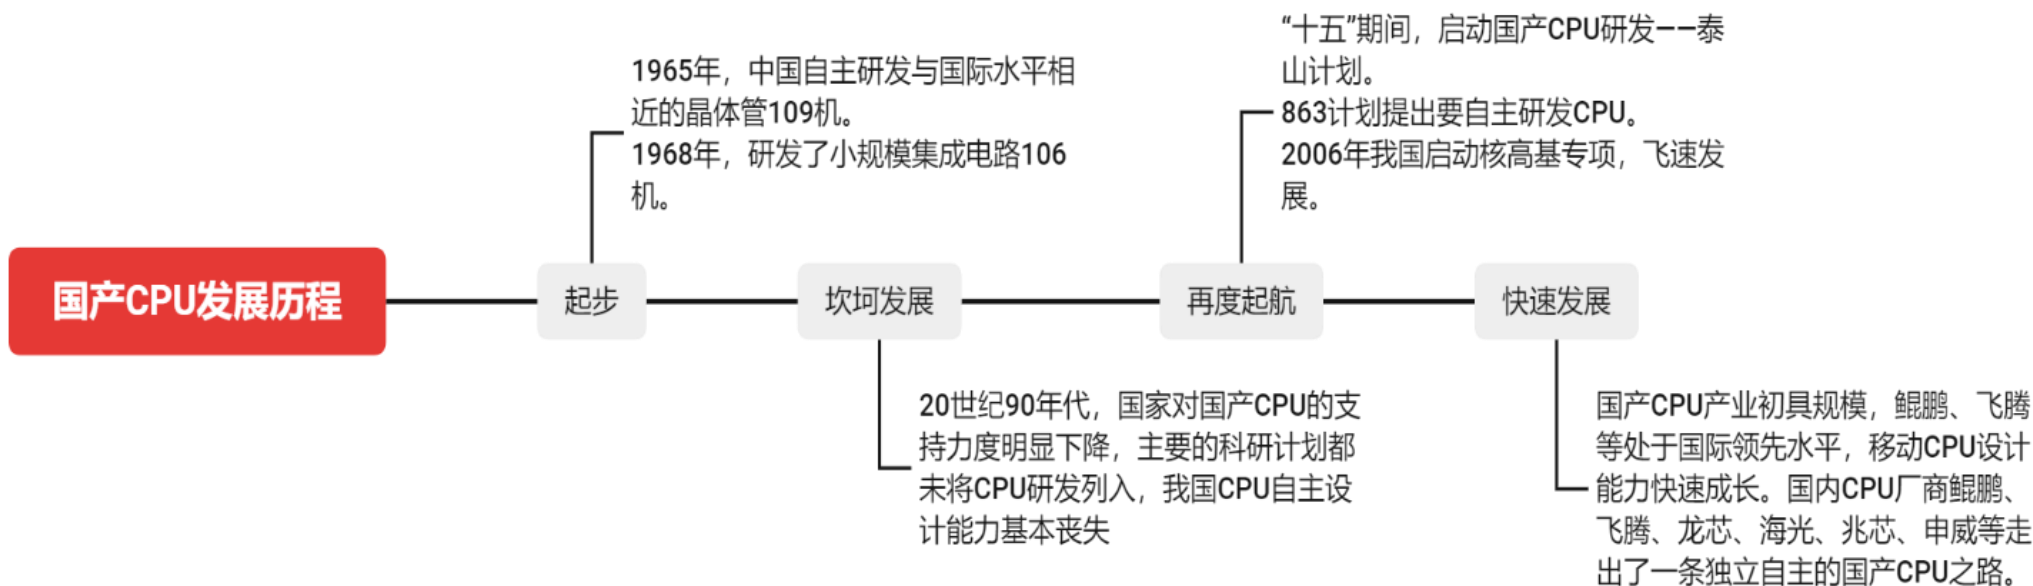 国产CPU发展历程
起步
1965年，中国自主研发与国际水平相
近的晶体管109机。
1968年，研发了小规模集成电路106
机。
坎坷发展
20世纪90年代，国家对国产CPU的支
持力度明显下降，主要的科研计划都
未将CPU研发列入，我国CPU自主设
计能力基本丧失
再度起航
“十五”期间，启动国产CPU研发——泰
山计划。
863计划提出要自主研发CPU。
2006年我国启动核高基专项，飞速发
展。
快速发展
国产CPU产业初具规模，鲲鹏、飞腾
等处于国际领先水平，移动CPU设计
能力快速成长。国内CPU厂商鲲鹏、
飞腾、龙芯、海光、兆芯、申威等走
出了一条独立自主的国产CPU之路。